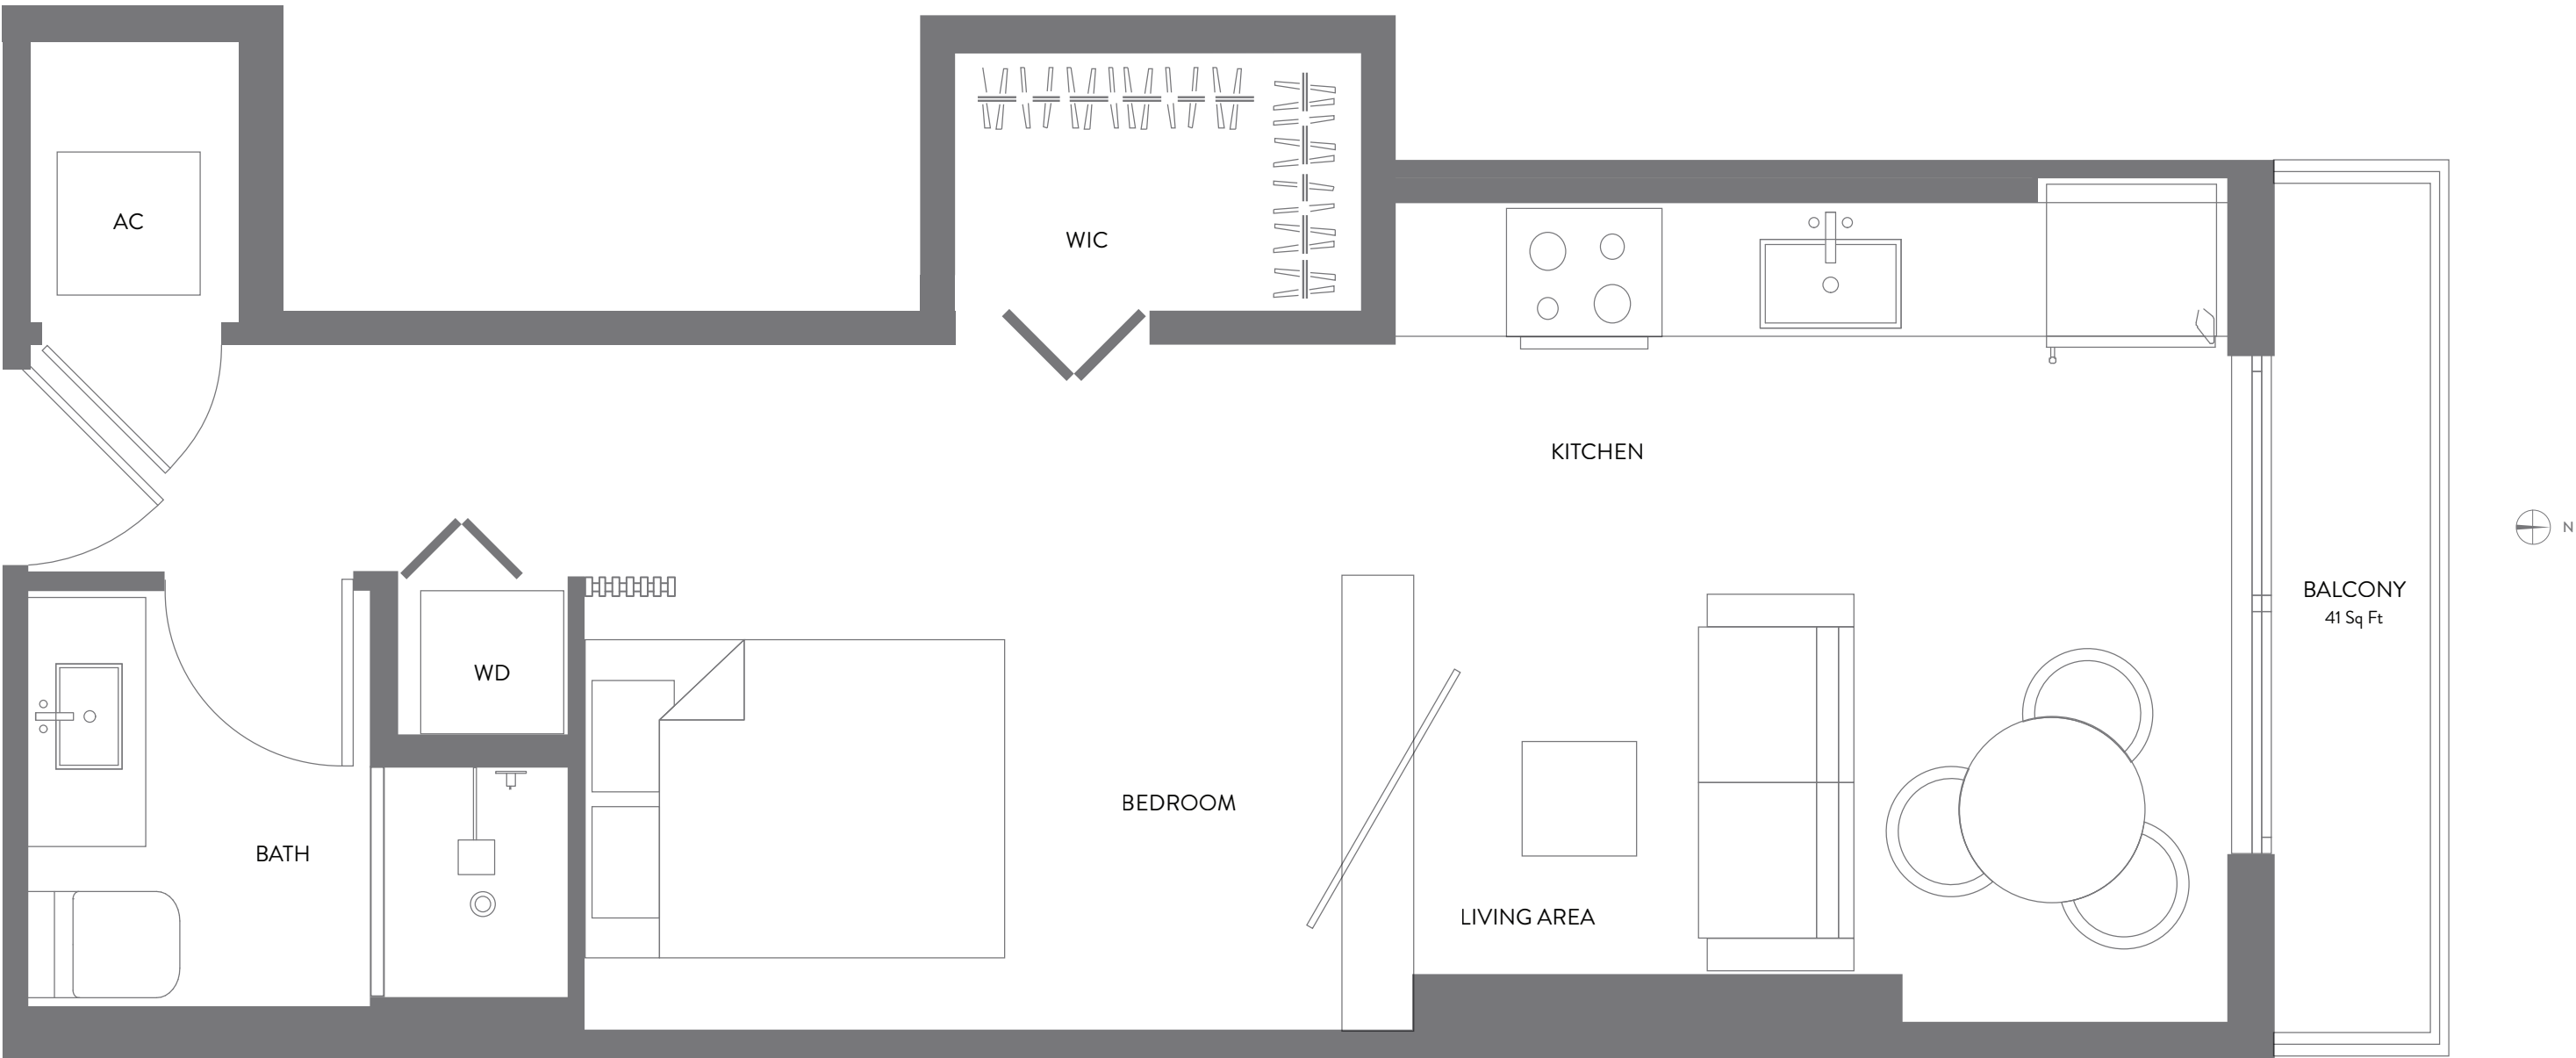 AC
WIC
KITCHEN
N
BALCONY
41 Sq Ft
WD
BEDROOM
BATH
LIVING AREA